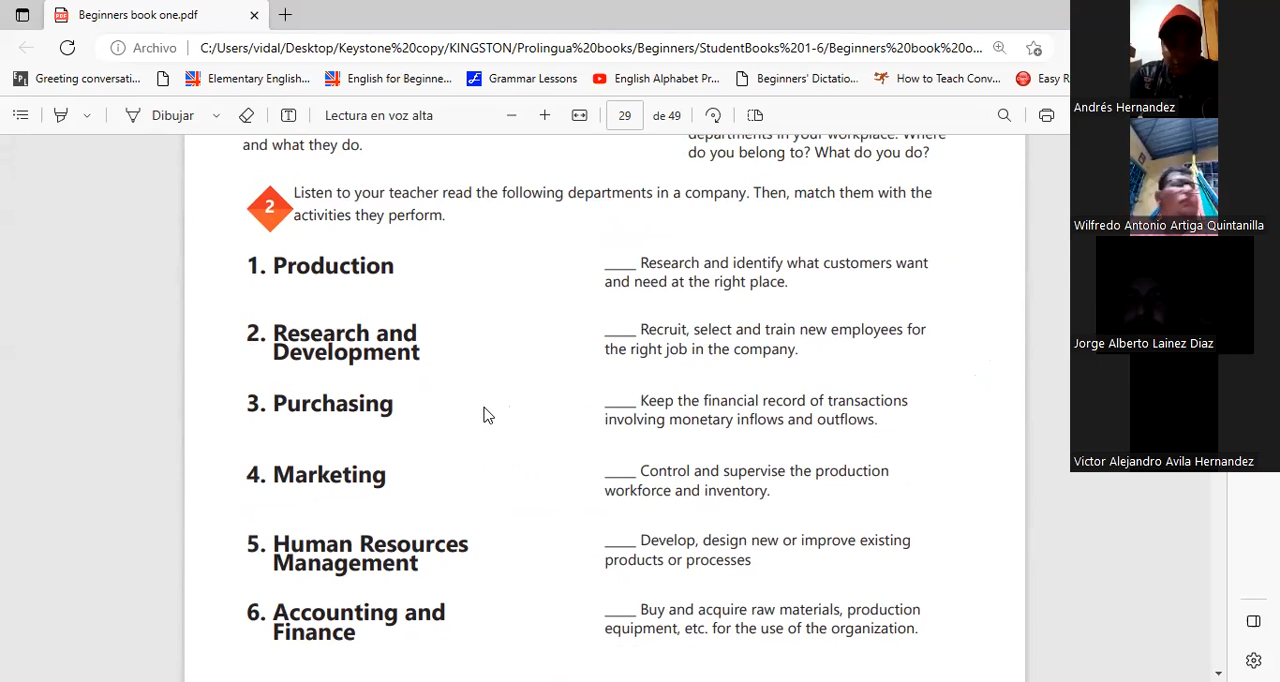 Beginners book one.pdf
Archivo
C:/Users/vidal/Desktop/Keystone%20copy/KINGSTON/Prolingua%20books/Beginners/StudentBooks%201-6/Beginners%20book%20o...
Greeting conversati...
Elementary English...
English for Beginne...
Grammar Lessons
English Alphabet Pr...
Beginners' Dictatio...
How to Teach Conv...
Easy R
Dibujar
Lectura en voz alta
29
de 49
and what they do.
departments in your workplace. Where
do you belong to? What do you do?
2
Listen to your teacher read the following departments in a company. Then, match them with the
activities they perform.
1. Production
____ Research and identify what customers want
and need at the right place.
2. Research and
Development
____ Recruit, select and train new employees for
the right job in the company.
3. Purchasing
____ Keep the financial record of transactions
involving monetary inflows and outflows.
4. Marketing
____ Control and supervise the production
workforce and inventory.
5. Human Resources
Management
____ Develop, design new or improve existing
products or processes
6. Accounting and
Finance
____ Buy and acquire raw materials, production
equipment, etc. for the use of the organization.
Andrés Hernandez
Wilfredo Antonio Artiga Quintanilla
Jorge Alberto Lainez Diaz
Victor Alejandro Avila Hernandez